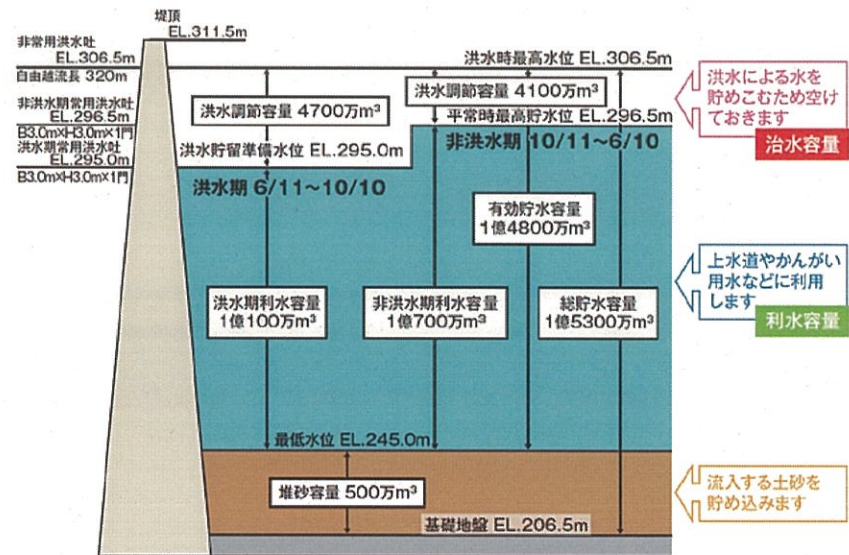 堤頂
EL.311.5m
非常用洪水吐
EL.306.5m
自由越流長 320m
非洪水期常用洪水吐
EL.296.5m
B3.0m×H3.0m×1門
洪水期常用洪水吐
EL.295.0m
B3.0m×H3.0m×1門
洪水時最高水位 EL.306.5m
洪水調節容量 4700万m³
洪水調節容量 4100万m³
平常時最高貯水位 EL.296.5m
洪水貯留準備水位 EL.295.0m
非洪水期 10/11〜6/10
洪水期 6/11〜10/10
有効貯水容量
1億4800万m³
洪水期利水容量
1億100万m³
非洪水期利水容量
1億700万m³
総貯水容量
1億5300万m³
最低水位 EL.245.0m
堆砂容量 500万m³
基礎地盤 EL.206.5m
洪水による水を
貯めこむため空け
ておきます
治水容量
上水道やかんがい
用水などに利用
します
利水容量
流入する土砂を
貯め込みます